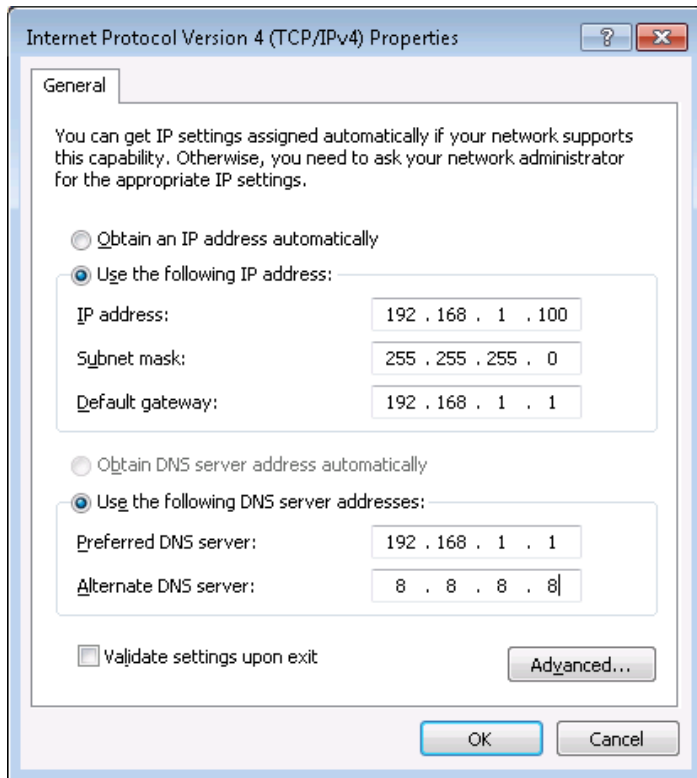 Internet Protocol Version 4 (TCP/IPv4) Properties
General
You can get IP settings assigned automatically if your network supports
this capability. Otherwise, you need to ask your network administrator
for the appropriate IP settings.
Obtain an IP address automatically
Use the following IP address:
IP address: 192 . 168 . 1 . 100
Subnet mask: 255 . 255 . 255 . 0
Default gateway: 192 . 168 . 1 . 1
Obtain DNS server address automatically
Use the following DNS server addresses:
Preferred DNS server: 192 . 168 . 1 . 1
Alternate DNS server: 8 . 8 . 8 . 8
Validate settings upon exit
Advanced...
OK Cancel